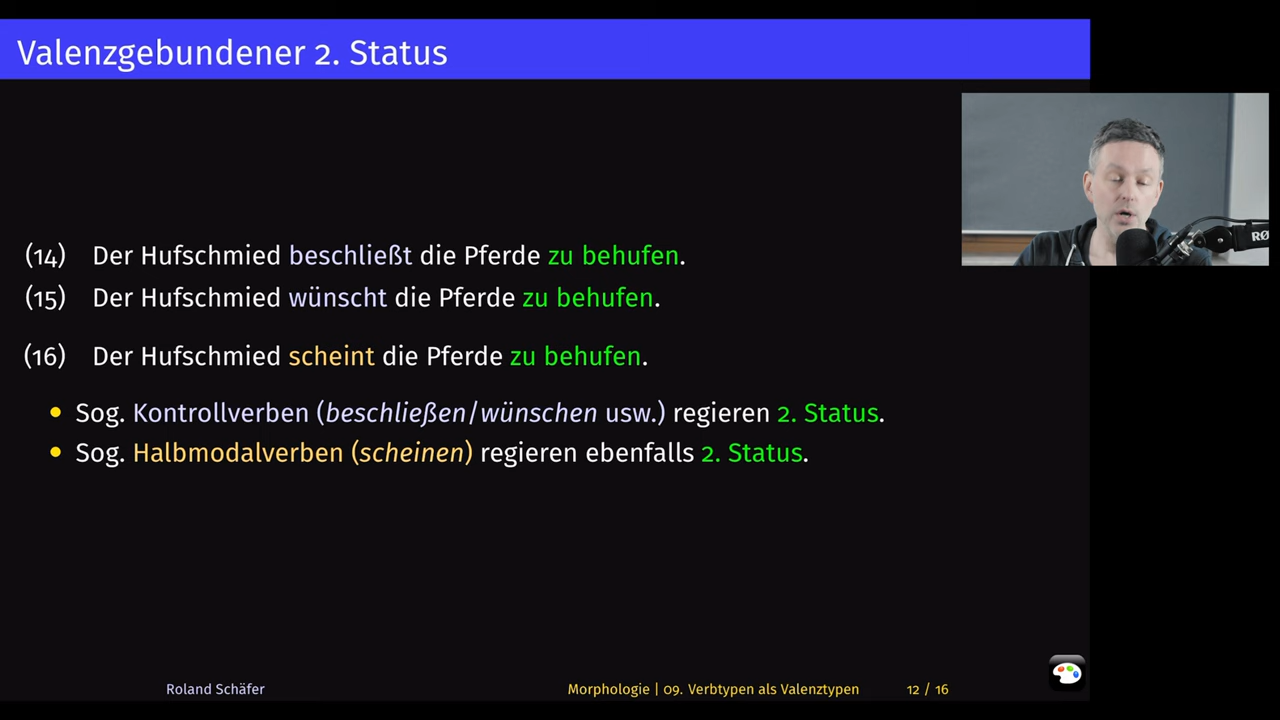 Valenzgebundener 2. Status
(14) Der Hufschmied beschließt die Pferde zu behufen.
(15) Der Hufschmied wünscht die Pferde zu behufen.
(16) Der Hufschmied scheint die Pferde zu behufen.
• Sog. Kontrollverben (beschließen/wünschen usw.) regieren 2. Status.
• Sog. Halbmodalverben (scheinen) regieren ebenfalls 2. Status.
RØ
Roland Schäfer Morphologie | 09. Verbtypen als Valenztypen 12 / 16